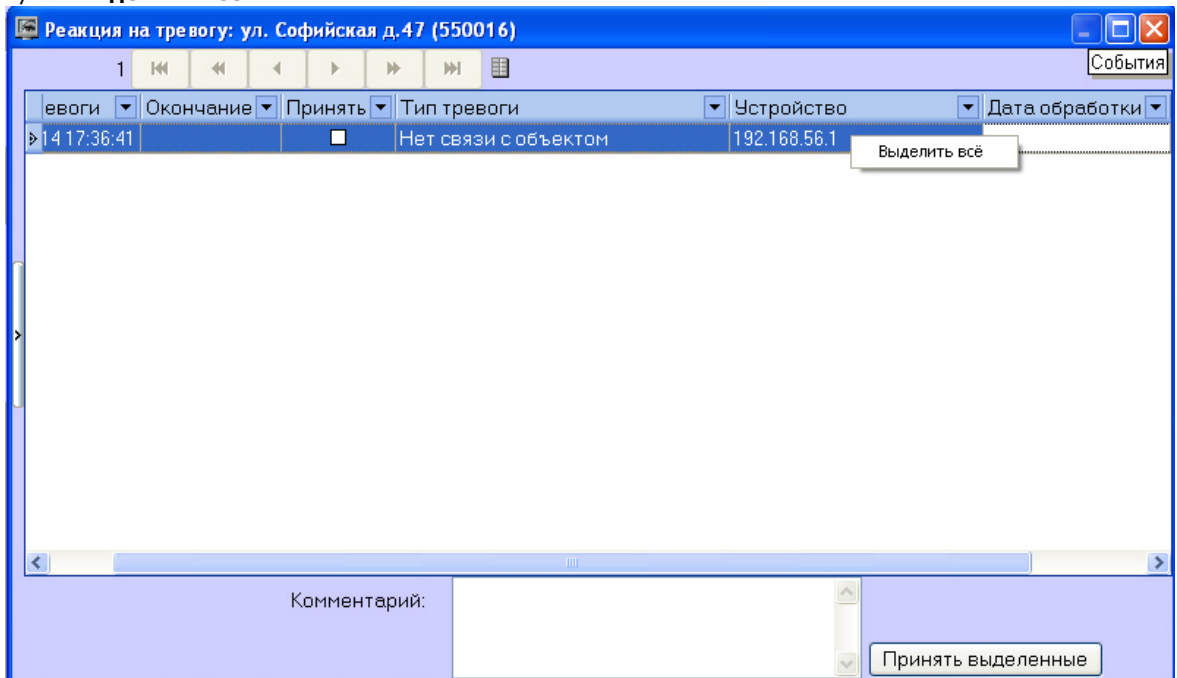 Реакция на тревогу: ул. Софийская д.47 (550016)
1
События
евоги Окончание Принять Тип тревоги Устройство Дата обработки
14 17:36:41 Нет связи с объектом 192.168.56.1
Выделить всё
Комментарий:
Принять выделенные